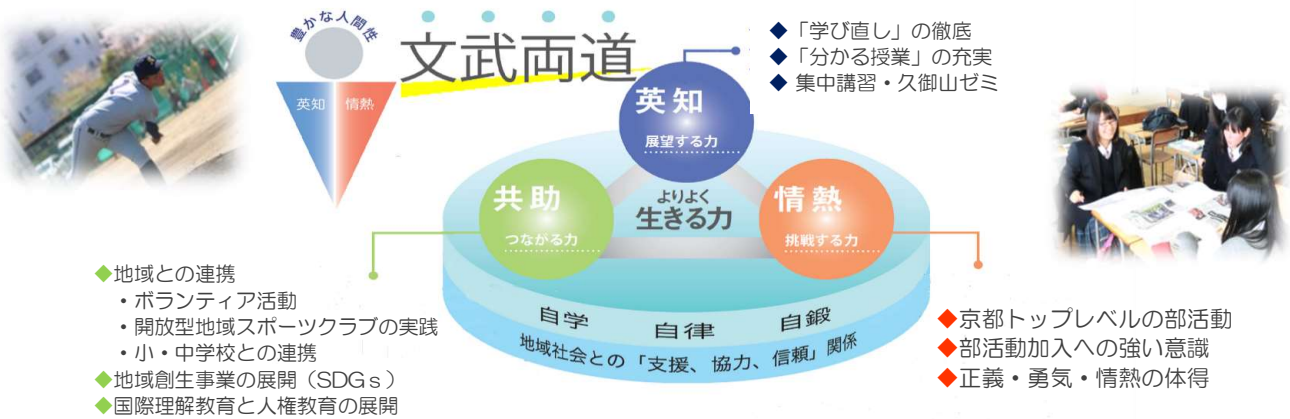 豊かな人間性
英知
情熱
文武両道
◆「学び直し」の徹底
◆「分かる授業」の充実
◆ 集中講習・久御山ゼミ
英知
展望する力
共助
つながる力
よりよく
生きる力
情熱
挑戦する力
自学 自律 自鍛
地域社会との「支援、協力、信頼」関係
◆地域との連携
・ボランティア活動
・開放型地域スポーツクラブの実践
・小・中学校との連携
◆地域創生事業の展開（SDGｓ）
◆国際理解教育と人権教育の展開
◆京都トップレベルの部活動
◆部活動加入への強い意識
◆正義・勇気・情熱の体得